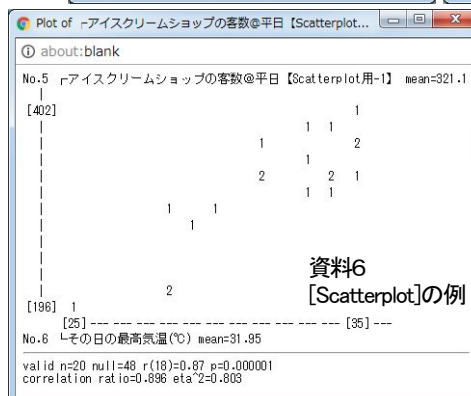 Plot of ┌アイスクリームショップの客数@平日【Scatterplot...
about:blank
No.5 ┌アイスクリームショップの客数@平日【Scatterplot用-1】 mean=321.1
|
[402] 1
| 1 1
| 1 2
| 1
| 2 2 1
| 1 1
| 1 1
| 1
|
|
|
|
| 2
[196] 1
[25] --- --- --- --- --- --- --- --- --- --- --- [35] ---
No.6 └その日の最高気温(℃) mean=31.95
valid n=20 null=48 r(18)=0.87 p=0.000001
correlation ratio=0.896 eta^2=0.803
資料6
[Scatterplot]の例